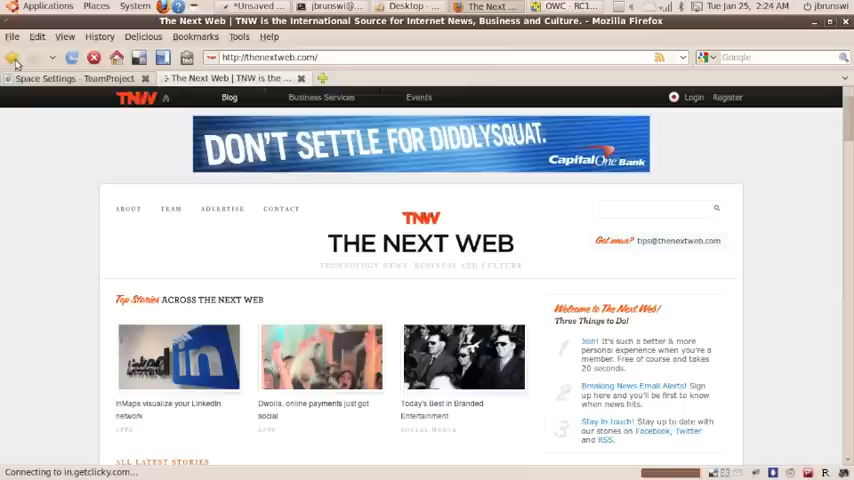 Applications Places System *Unsaved ... jbrunswi... Desktop - ... The Next ... OWC - RC1... Tue Jan 25, 2:24 AM jbrunswi
The Next Web | TNW is the International Source for Internet News, Business and Culture. - Mozilla Firefox
File Edit View History Delicious Bookmarks Tools Help
http://thenextweb.com/ Google
Space Settings - TeamProject The Next Web | TNW is the ...
TNW Blog Business Services Events Login Register
DON'T SETTLE FOR DIDDLYSQUAT.
Capital One Bank
ABOUT TEAM ADVERTISE CONTACT
TNW
THE NEXT WEB
TECHNOLOGY NEWS, BUSINESS AND CULTURE
Got news? tips@thenextweb.com
Top Stories ACROSS THE NEXT WEB
InMaps visualize your LinkedIn
network
APPS
Dwolla, online payments just got
social
APPS
Today's Best in Branded
Entertainment
SOCIAL MEDIA
ALL LATEST STORIES
Welcome to The Next Web!
Three Things to Do!
1 Join! It's such a better & more
personal experience when you're a
member. Free of course and takes
20 seconds.
2 Breaking News Email Alerts! Sign
up here and you'll be first to know
when news hits.
3 Stay in touch! Stay up to date with
our stories on Facebook, Twitter
and RSS.
Connecting to in.getclicky.com...